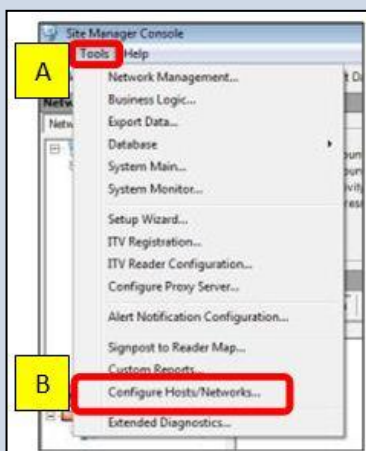 Site Manager Console
A
Tools Help
Network Management...
Business Logic...
Export Data...
Database
System Main...
System Monitor...
Setup Wizard...
ITV Registration...
ITV Reader Configuration...
Configure Proxy Server...
Alert Notification Configuration...
Signpost to Reader Map...
Custom Reports...
B
Configure Hosts/Networks...
Extended Diagnostics...